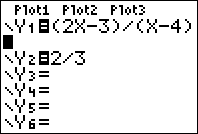 Plot1 Plot2 Plot3
\Y1=(2X-3)/(X-4)
\Y2=2/3
\Y3=
\Y4=
\Y5=
\Y6=